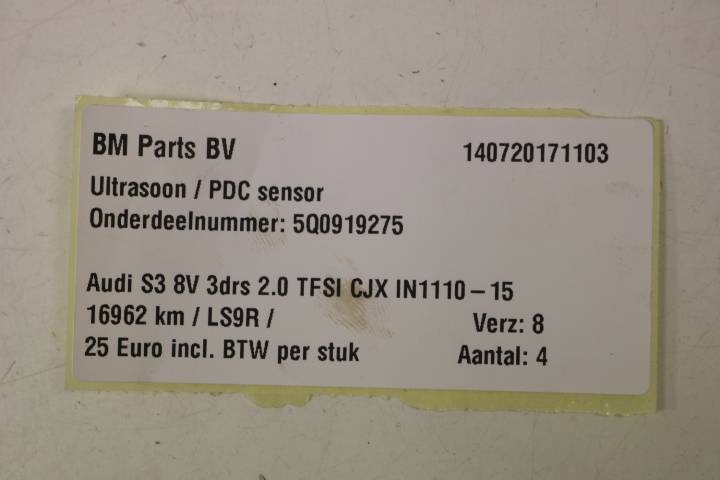 BM Parts BV 140720171103
Ultrasoon / PDC sensor
Onderdeelnummer: 5Q0919275
Audi S3 8V 3drs 2.0 TFSI CJX IN1110-15
16962 km / LS9R / Verz: 8
25 Euro incl. BTW per stuk Aantal: 4